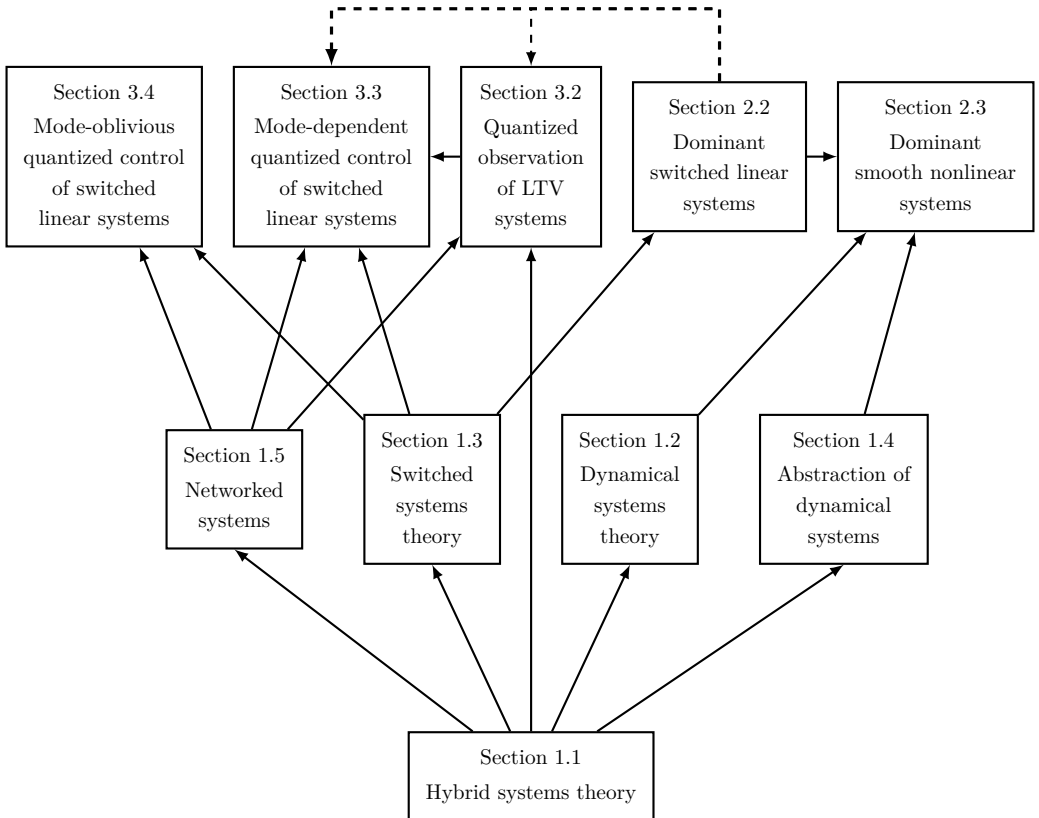 Section 3.4
Mode-oblivious
quantized control
of switched
linear systems
Section 3.3
Mode-dependent
quantized control
of switched
linear systems
Section 3.2
Quantized
observation
of LTV
systems
Section 2.2
Dominant
switched linear
systems
Section 2.3
Dominant
smooth nonlinear
systems
Section 1.5
Networked
systems
Section 1.3
Switched
systems
theory
Section 1.2
Dynamical
systems
theory
Section 1.4
Abstraction of
dynamical
systems
Section 1.1
Hybrid systems theory